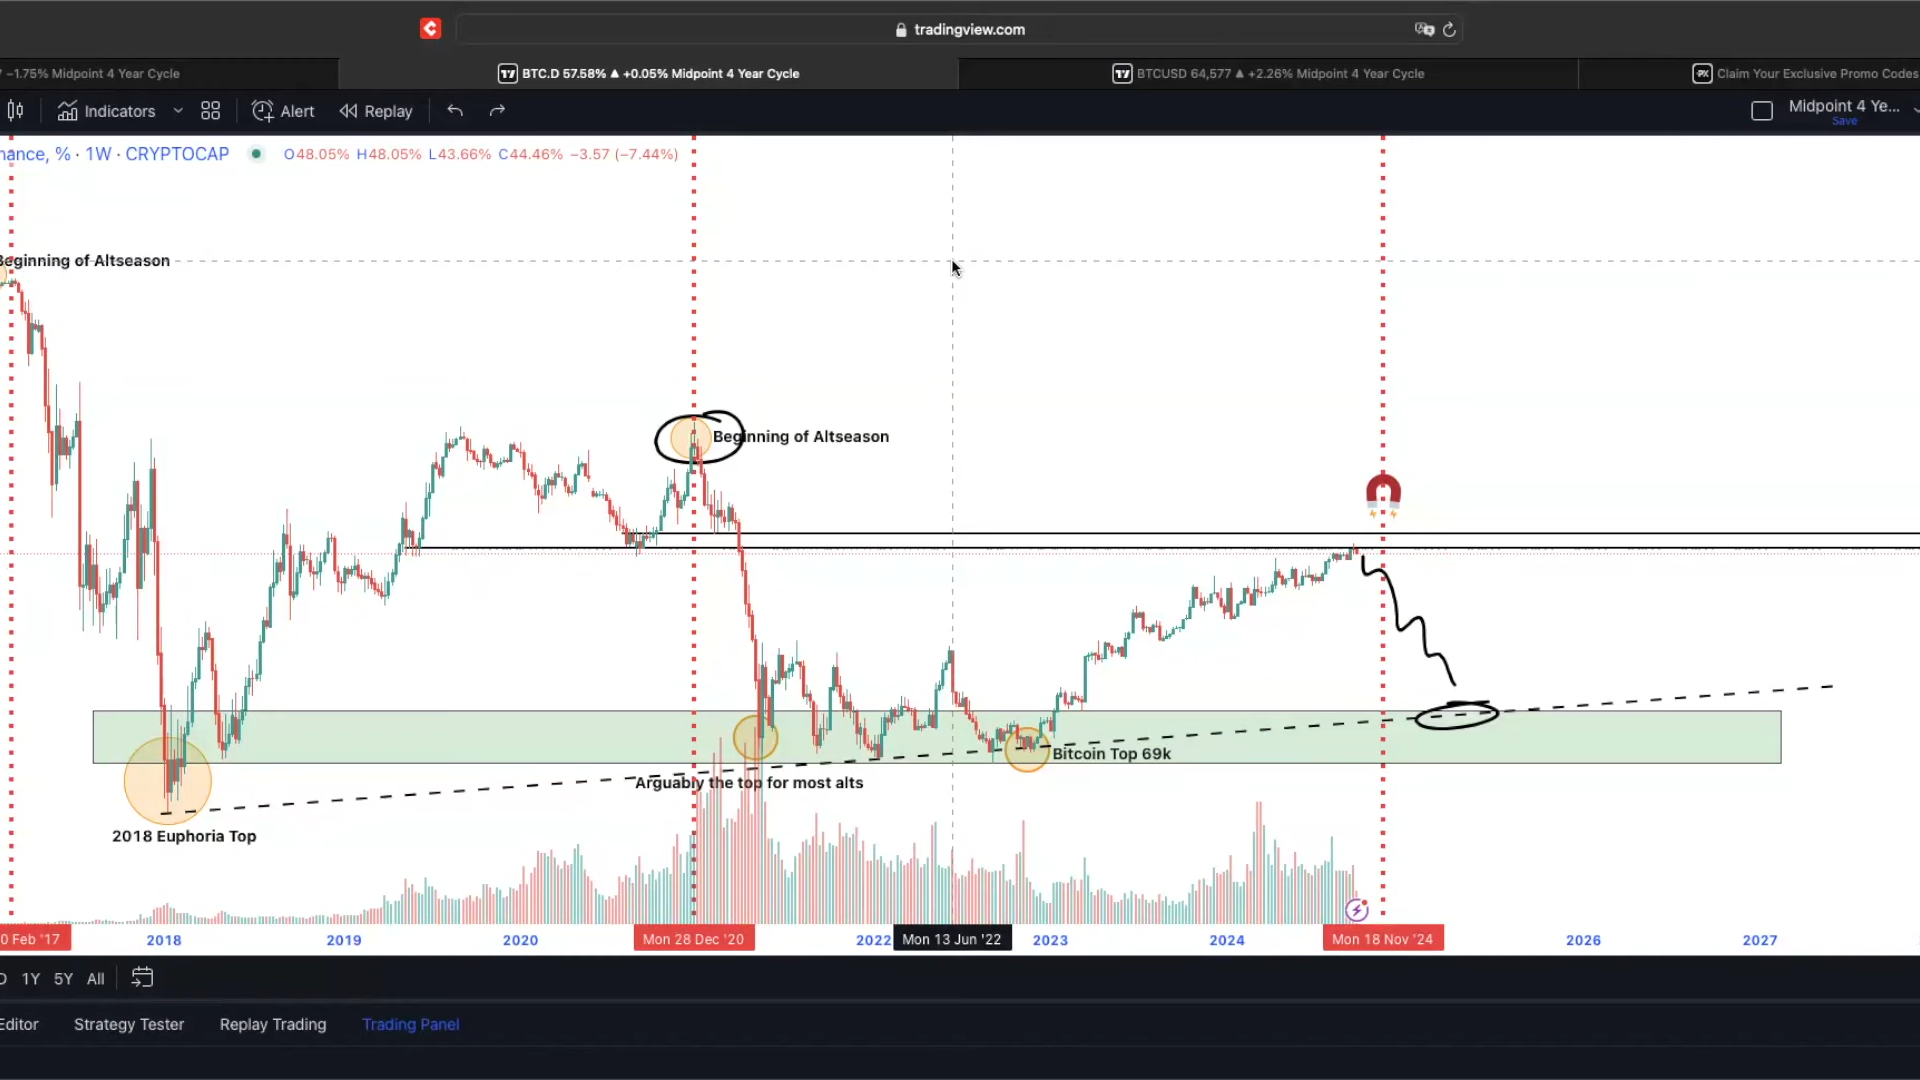 tradingview.com
−1.75% Midpoint 4 Year Cycle
BTC.D 57.58% ▲ +0.05% Midpoint 4 Year Cycle
BTCUSD 64,577 ▲ +2.26% Midpoint 4 Year Cycle
Claim Your Exclusive Promo Codes
Indicators
Alert
Replay
Midpoint 4 Ye...
Save
nance, % · 1W · CRYPTOCAP
O48.05% H48.05% L43.66% C44.46% −3.57 (−7.44%)
Beginning of Altseason
Beginning of Altseason
Bitcoin Top 69k
Arguably the top for most alts
2018 Euphoria Top
0 Feb '17 2018 2019 2020 Mon 28 Dec '20 2022 Mon 13 Jun '22 2023 2024 Mon 18 Nov '24 2026 2027
D 1Y 5Y All
Editor Strategy Tester Replay Trading Trading Panel